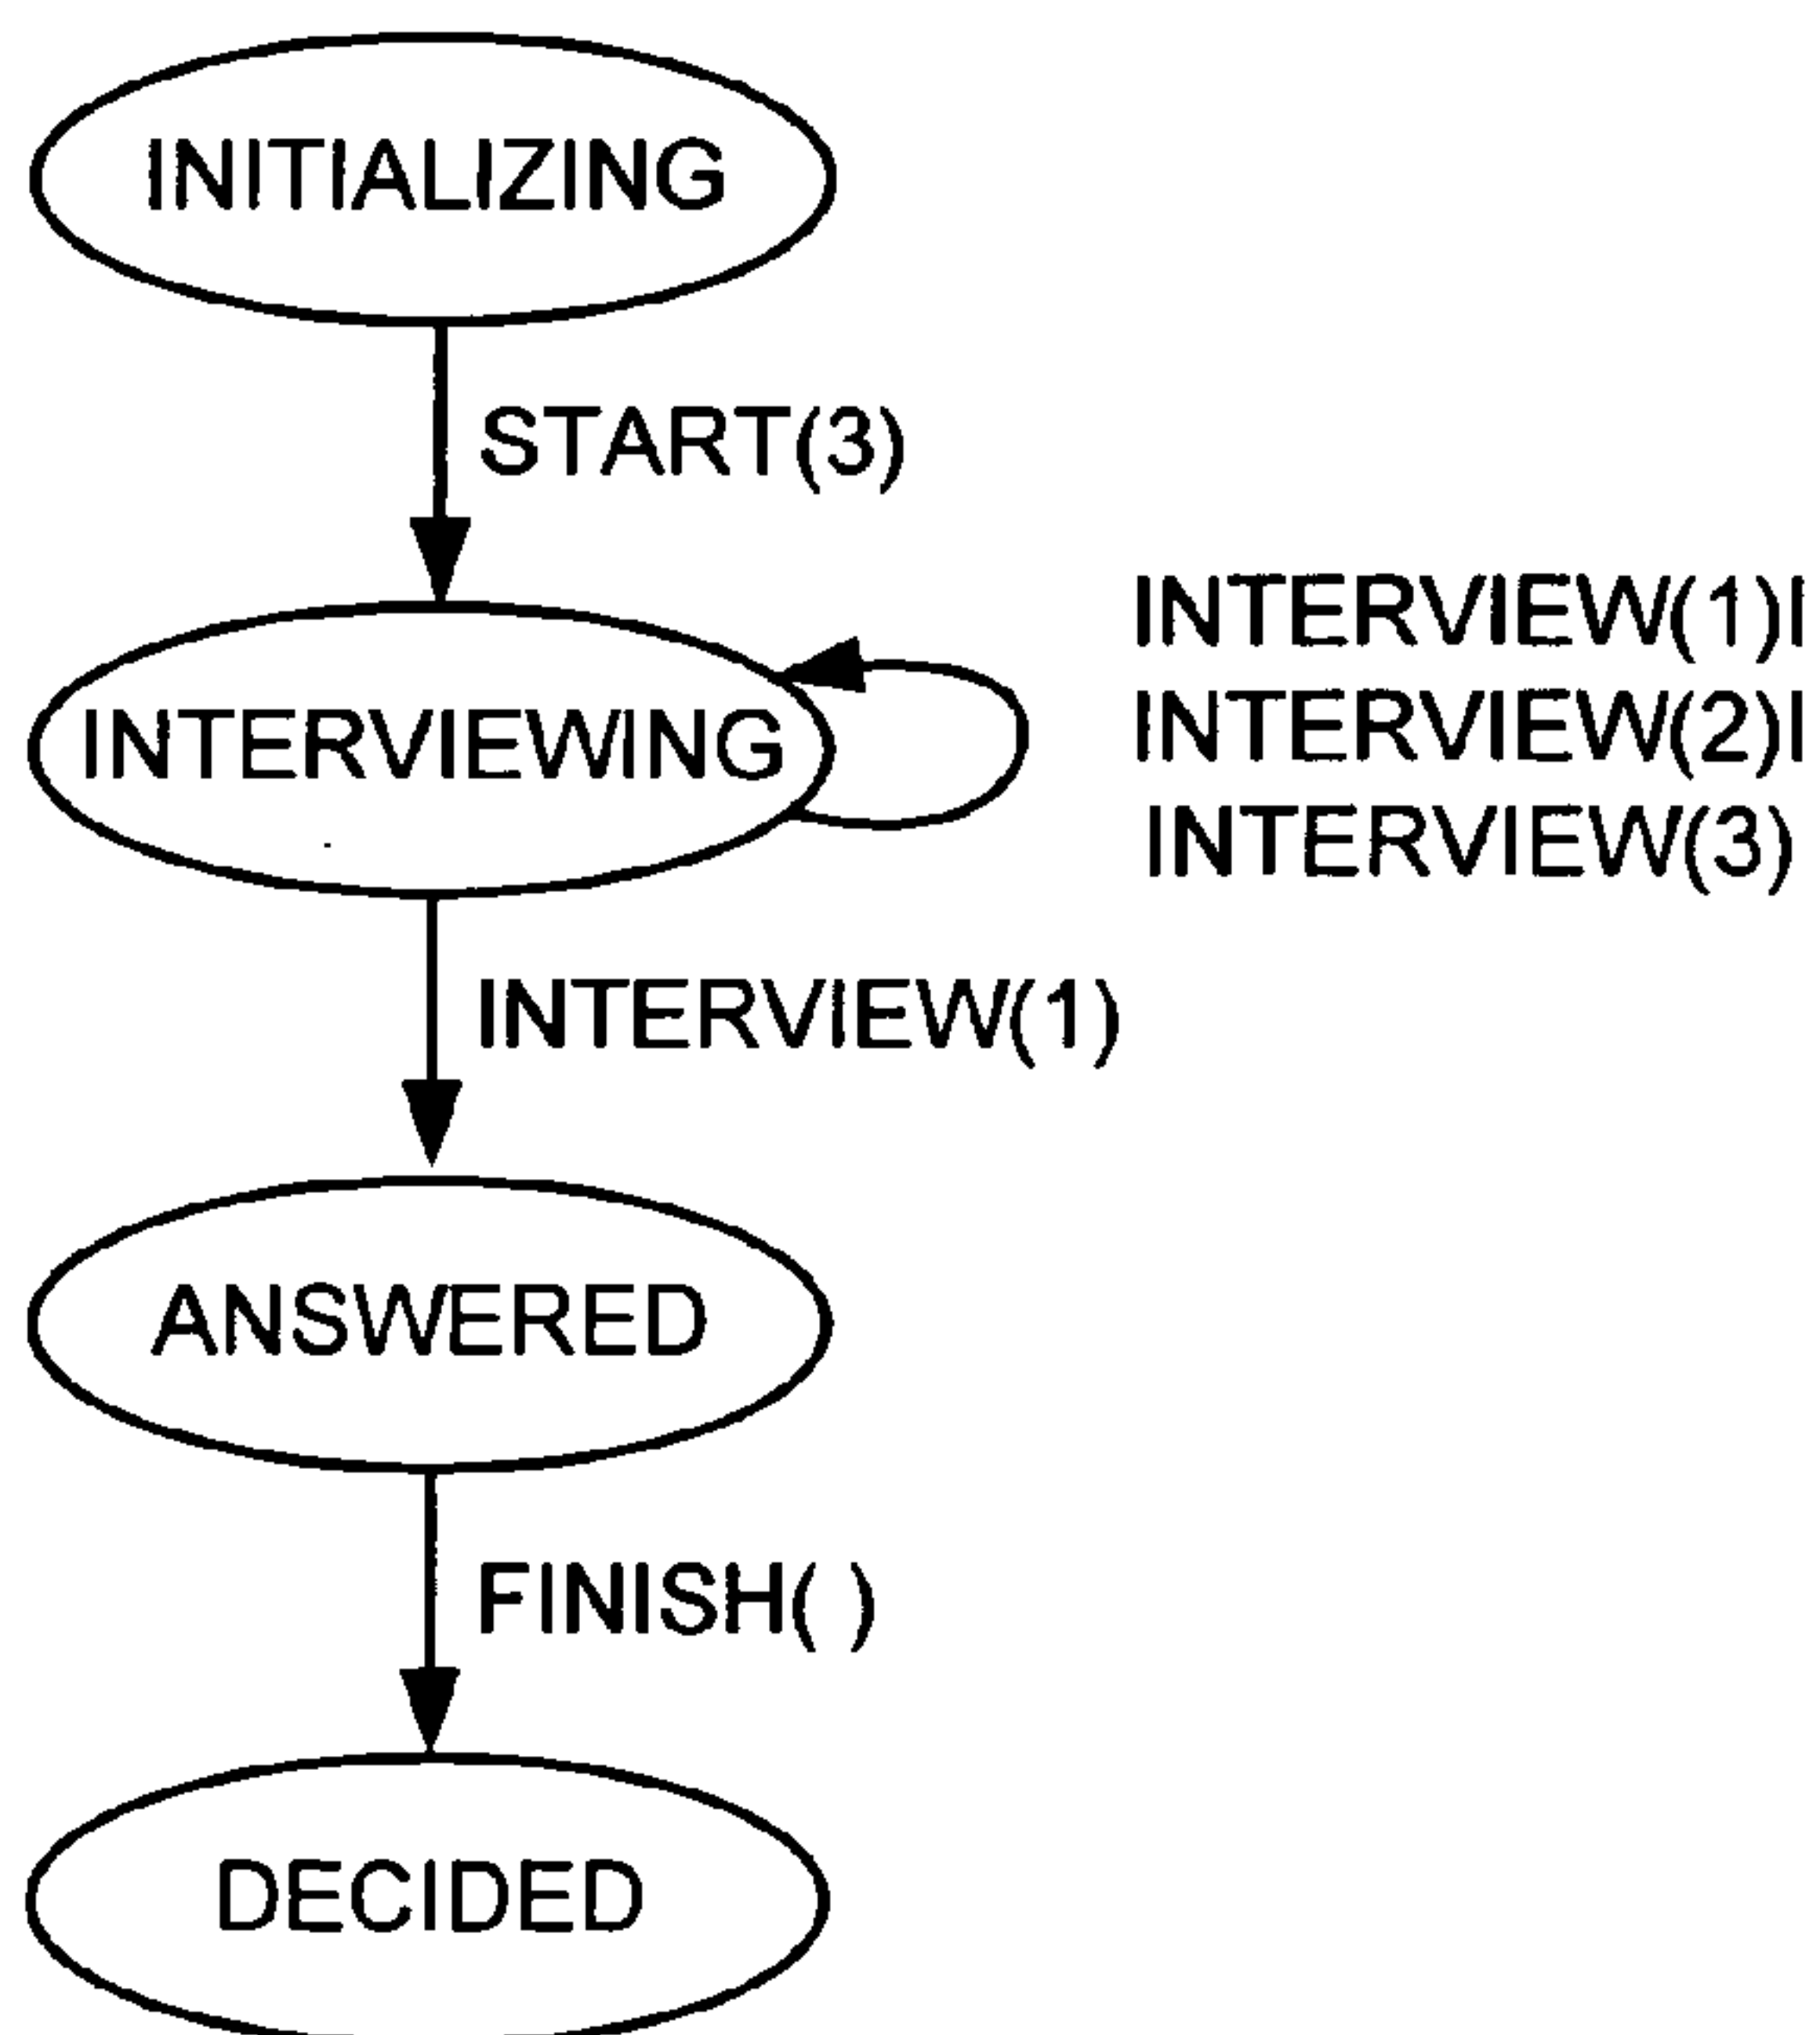 INITIALIZING
START(3)
INTERVIEW(1)|
INTERVIEW(2)|
INTERVIEW(3)
INTERVIEWING
INTERVIEW(1)
ANSWERED
FINISH( )
DECIDED